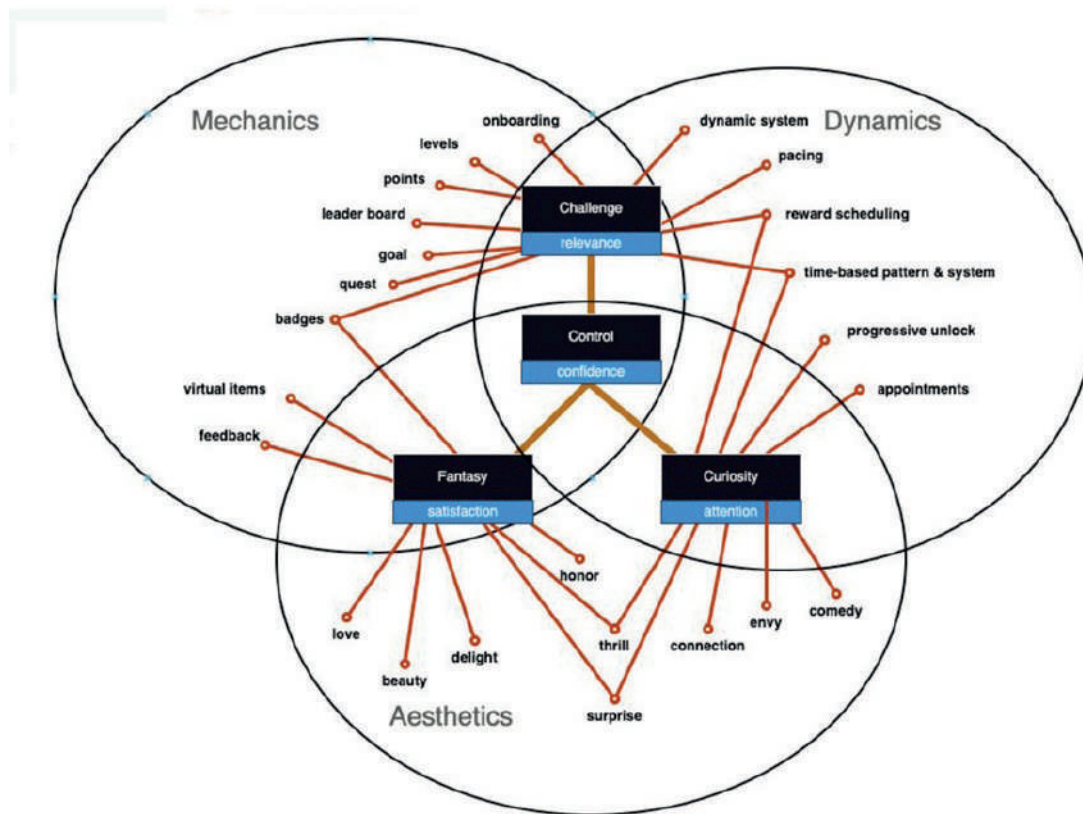 Mechanics
Dynamics
onboarding
dynamic system
levels
pacing
points
Challenge
leader board
reward scheduling
relevance
goal
time-based pattern & system
quest
badges
Control
progressive unlock
confidence
virtual items
appointments
feedback
Fantasy
Curiosity
satisfaction
attention
honor
love
thrill
envy
comedy
delight
connection
beauty
Aesthetics
surprise